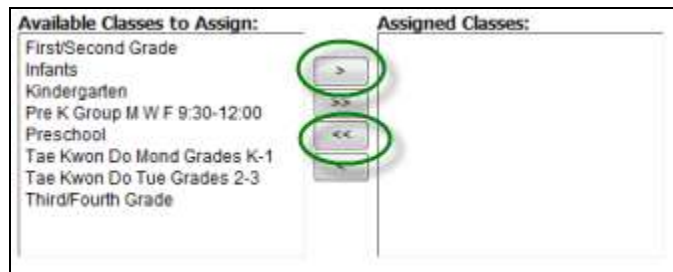 Available Classes to Assign:
Assigned Classes:
First/Second Grade
Infants
Kindergarten
Pre K Group M W F 9:30-12:00
Preschool
Tae Kwon Do Mond Grades K-1
Tae Kwon Do Tue Grades 2-3
Third/Fourth Grade
>
>>
<<
<